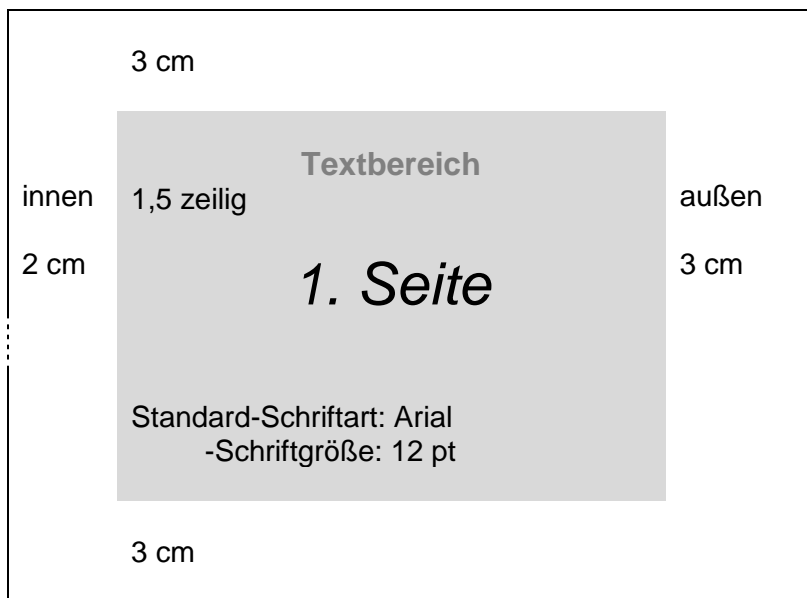 3 cm
Textbereich
innen
1,5 zeilig
außen
2 cm
1. Seite
3 cm
Standard-Schriftart: Arial
-Schriftgröße: 12 pt
3 cm